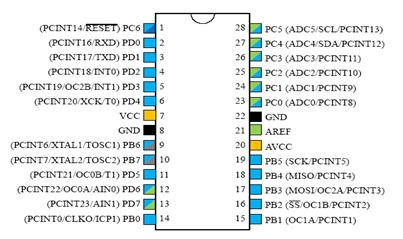 (PCINT14/RESET) PC6 1 28 PC5 (ADC5/SCL/PCINT13)
(PCINT16/RXD) PD0 2 27 PC4 (ADC4/SDA/PCINT12)
(PCINT17/TXD) PD1 3 26 PC3 (ADC3/PCINT11)
(PCINT18/INT0) PD2 4 25 PC2 (ADC2/PCINT10)
(PCINT19/OC2B/INT1) PD3 5 24 PC1 (ADC1/PCINT9)
(PCINT20/XCK/T0) PD4 6 23 PC0 (ADC0/PCINT8)
VCC 7 22 GND
GND 8 21 AREF
(PCINT6/XTAL1/TOSC1) PB6 9 20 AVCC
(PCINT7/XTAL2/TOSC2) PB7 10 19 PB5 (SCK/PCINT5)
(PCINT21/OC0B/T1) PD5 11 18 PB4 (MISO/PCINT4)
(PCINT22/OC0A/AIN0) PD6 12 17 PB3 (MOSI/OC2A/PCINT3)
(PCINT23/AIN1) PD7 13 16 PB2 (SS/OC1B/PCINT2)
(PCINT0/CLKO/ICP1) PB0 14 15 PB1 (OC1A/PCINT1)